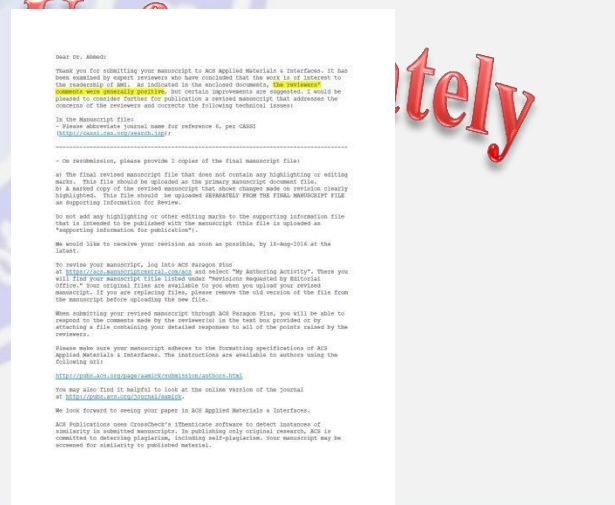 tely
Dear Dr. Ahmed:
Thank you for submitting your manuscript to ACS Applied Materials & Interfaces. It has
been examined by expert reviewers who have concluded that the work is of interest to
the readership of AMI. As indicated in the enclosed documents, the reviewers'
comments were generally positive, but certain improvements are suggested. I would be
pleased to consider further for publication a revised manuscript that addresses the
concerns of the reviewers and corrects the following technical issues:
In the Manuscript file:
- Please abbreviate journal name for reference 6, per CASSI
(http://cassi.cas.org/search.jsp);
- On resubmission, please provide 2 copies of the final manuscript file:
a) The final revised manuscript file that does not contain any highlighting or editing
marks. This file should be uploaded as the primary manuscript document file.
b) A marked copy of the revised manuscript that shows changes made on revision clearly
highlighted. This file should be uploaded SEPARATELY FROM THE FINAL MANUSCRIPT FILE
as Supporting Information for Review.
Do not add any highlighting or other editing marks to the supporting information file
that is intended to be published with the manuscript (this file is uploaded as
"supporting information for publication").
We would like to receive your revision as soon as possible, by 18-Aug-2016 at the
latest.
To revise your manuscript, log into ACS Paragon Plus
at https://acs.manuscriptcentral.com/acs and select "My Authoring Activity". There you
will find your manuscript title listed under "Revisions Requested by Editorial
Office." Your original files are available to you when you upload your revised
manuscript. If you are replacing files, please remove the old version of the file from
the manuscript before uploading the new file.
When submitting your revised manuscript through ACS Paragon Plus, you will be able to
respond to the comments made by the reviewer(s) in the text box provided or by
attaching a file containing your detailed responses to all of the points raised by the
reviewers.
Please make sure your manuscript adheres to the formatting specifications of ACS
Applied Materials & Interfaces. The instructions are available to authors using the
following url:
http://pubs.acs.org/page/aamick/submission/authors.html
You may also find it helpful to look at the online version of the journal
at http://pubs.acs.org/journal/aamick.
We look forward to seeing your paper in ACS Applied Materials & Interfaces.
ACS Publications uses CrossCheck's iThenticate software to detect instances of
similarity in submitted manuscripts. In publishing only original research, ACS is
committed to deterring plagiarism, including self-plagiarism. Your manuscript may be
screened for similarity to published material.